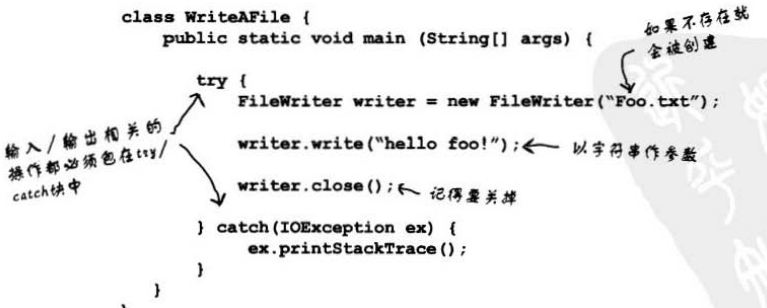 class WriteAFile {
public static void main (String[] args) {
如果不存在就
会被创建
try {
FileWriter writer = new FileWriter("Foo.txt");
输入/输出相关的
操作都必须包在try/
catch块中
writer.write("hello foo!");
以字符串作参数
writer.close();
记得要关掉
} catch(IOException ex) {
ex.printStackTrace();
}
}
}